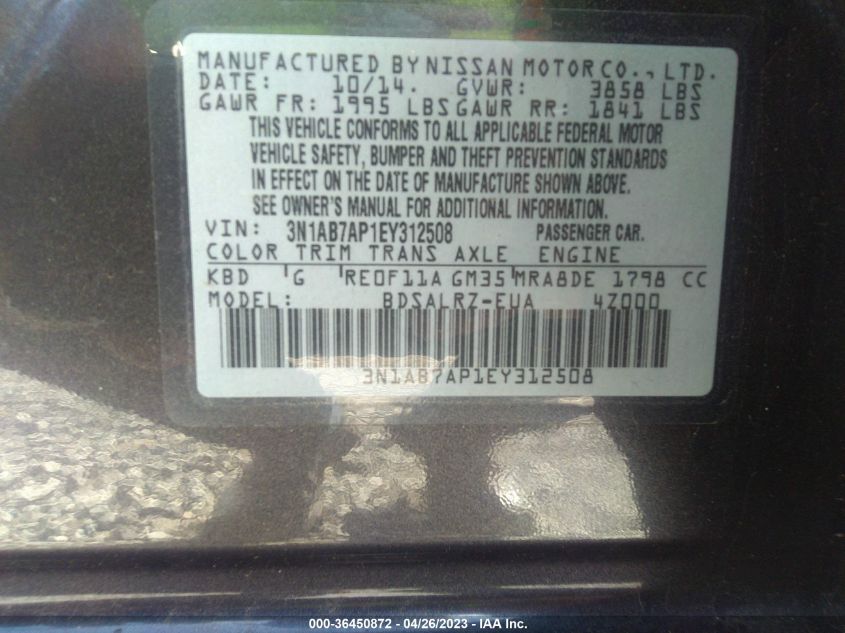 MANUFACTURED BY NISSAN MOTOR CO., LTD.
DATE: 10/14. GVWR: 3858 LBS
GAWR FR: 1995 LBS GAWR RR: 1841 LBS
THIS VEHICLE CONFORMS TO ALL APPLICABLE FEDERAL MOTOR
VEHICLE SAFETY, BUMPER AND THEFT PREVENTION STANDARDS
IN EFFECT ON THE DATE OF MANUFACTURE SHOWN ABOVE.
SEE OWNER'S MANUAL FOR ADDITIONAL INFORMATION.
VIN: 3N1AB7AP1EY312508 PASSENGER CAR.
COLOR TRIM TRANS AXLE ENGINE
KBD G RE0F11A GM35 MRA8DE 1798 CC
MODEL: BDSALRZ-EUA 4Z000
3N1AB7AP1EY312508
000-36450872 - 04/26/2023 - IAA Inc.